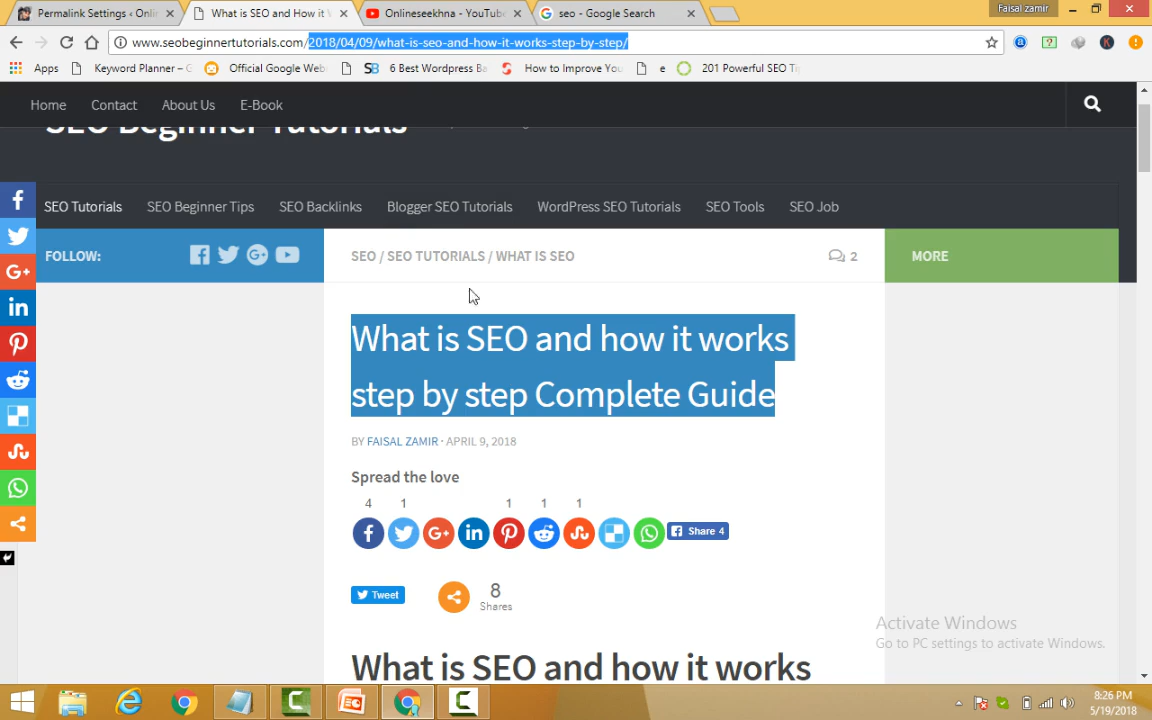 Faisal zamir
Permalink Settings ‹ Onlin
What is SEO and How it W
Onlineseekhna - YouTube
seo - Google Search
www.seobeginnertutorials.com/2018/04/09/what-is-seo-and-how-it-works-step-by-step/
Apps
Keyword Planner – G
Official Google Web
SB
6 Best Wordpress Ba
How to Improve You
e
201 Powerful SEO Ti
Home
Contact
About Us
E-Book
SEO Beginner Tutorials
SEO Tutorials
SEO Beginner Tips
SEO Backlinks
Blogger SEO Tutorials
WordPress SEO Tutorials
SEO Tools
SEO Job
FOLLOW:
SEO / SEO TUTORIALS / WHAT IS SEO
2
MORE
What is SEO and how it works
step by step Complete Guide
BY FAISAL ZAMIR · APRIL 9, 2018
Spread the love
4 1 1 1 1
Share 4
Tweet
8
Shares
What is SEO and how it works
Activate Windows
Go to PC settings to activate Windows.
8:26 PM
5/19/2018